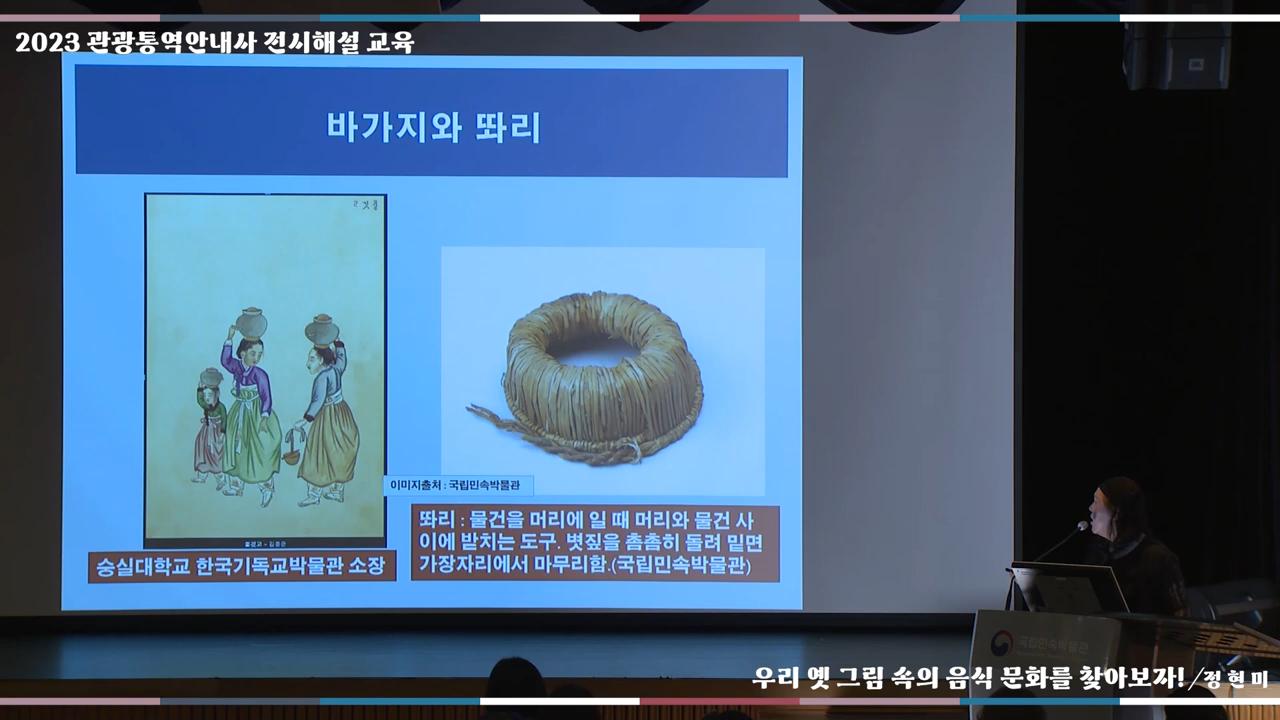 2023 관광통역안내사 전시해설 교육
바가지와 똬리
이미지출처 : 국립민속박물관
숭실대학교 한국기독교박물관 소장
똬리 : 물건을 머리에 일 때 머리와 물건 사
이에 받치는 도구. 볏짚을 촘촘히 돌려 밑면
가장자리에서 마무리함.(국립민속박물관)
국립민속박물관
우리 옛 그림 속의 음식 문화를 찾아보자! /정현미